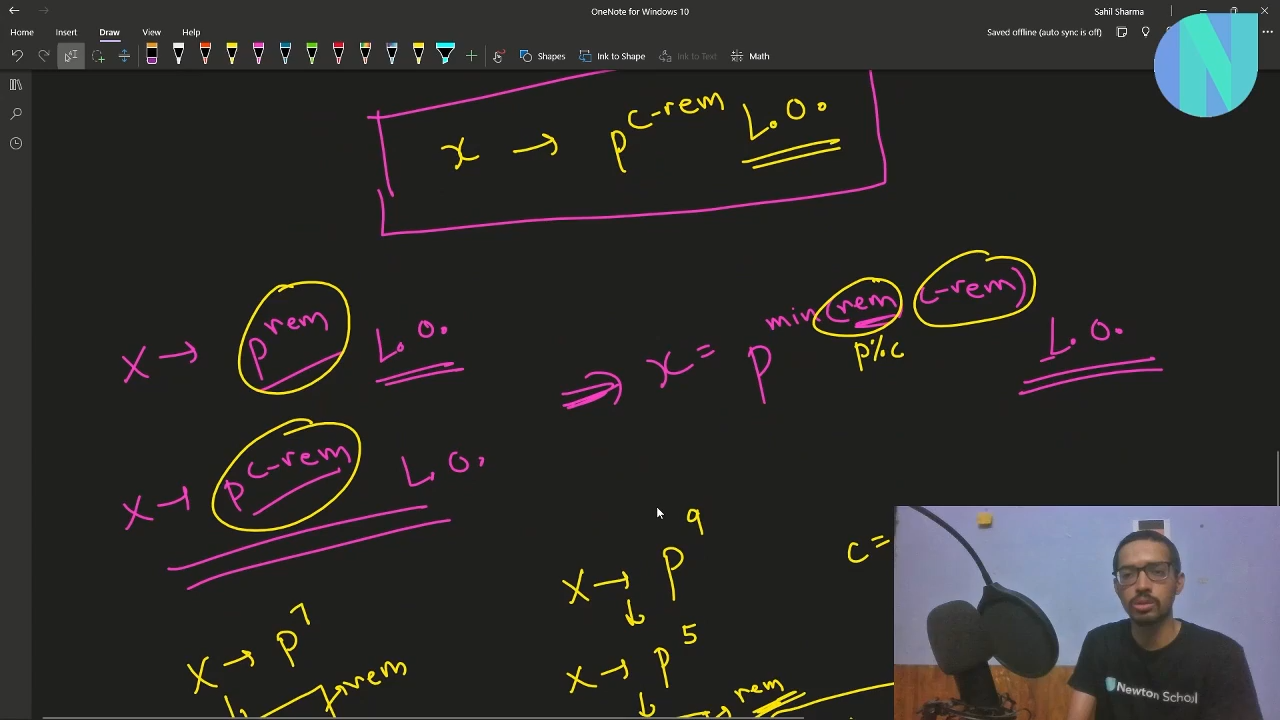 OneNote for Windows 10
Sahil Sharma
Home Insert Draw View Help
Saved offline (auto sync is off)
Shapes Ink to Shape Ink to Text Math
x → p^c-rem L.O.
x → p^rem L.O.
⇒ x = p^min(rem, c-rem) L.O.
p%c
x → p^c-rem L.O.
x → p^9
c =
x → p^7
x → p^5
rem
rem
Newton School